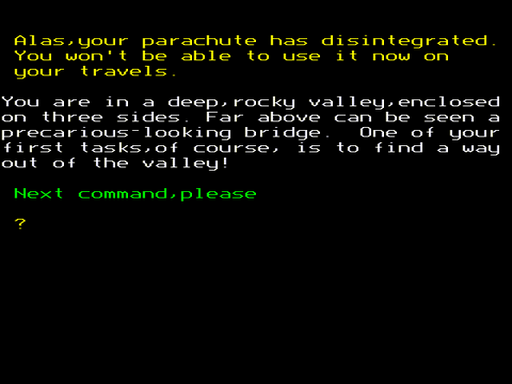 Alas,your parachute has disintegrated.
You won't be able to use it now on
your travels.
You are in a deep,rocky valley,enclosed
on three sides. Far above can be seen a
precarious-looking bridge.  One of your
first tasks,of course, is to find a way
out of the valley!
Next command,please
?